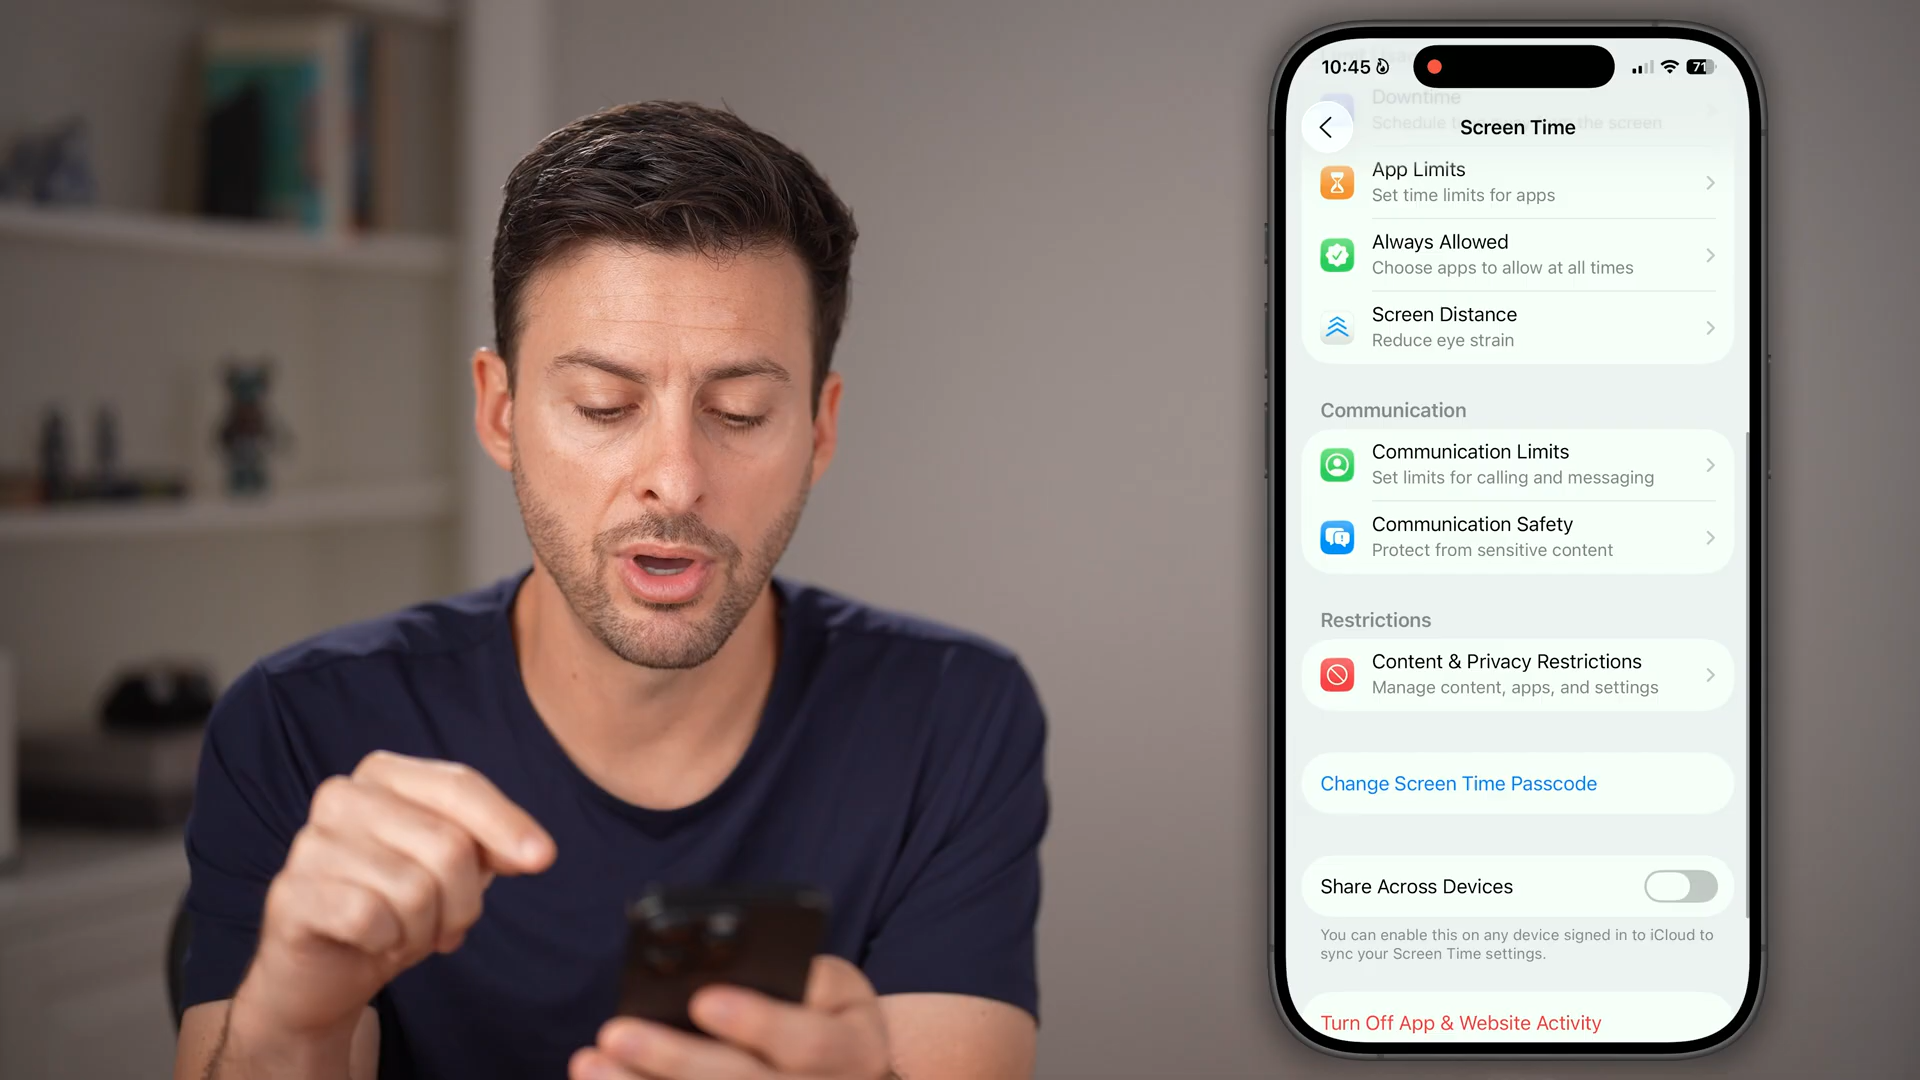 10:45
71
Downtime
Screen Time
App Limits
Set time limits for apps
Always Allowed
Choose apps to allow at all times
Screen Distance
Reduce eye strain
Communication
Communication Limits
Set limits for calling and messaging
Communication Safety
Protect from sensitive content
Restrictions
Content & Privacy Restrictions
Manage content, apps, and settings
Change Screen Time Passcode
Share Across Devices
You can enable this on any device signed in to iCloud to
sync your Screen Time settings.
Turn Off App & Website Activity